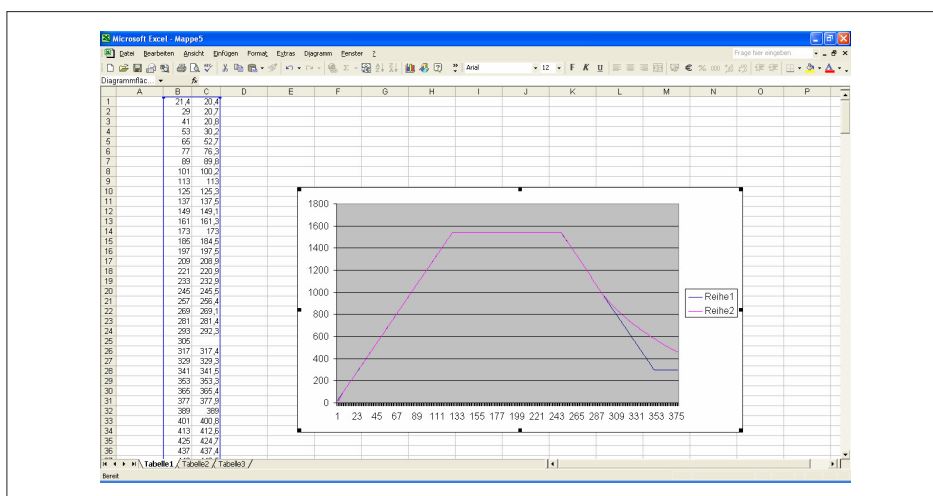 Microsoft Excel - Mappe5
Datei Bearbeiten Ansicht Einfügen Format Extras Diagramm Fenster ?
Frage hier eingeben
Arial 12 F K U
Diagrammfläc... fx
A B C D E F G H I J K L M N O P
1 21,4 20,4
2 29 20,7
3 41 20,8
4 53 30,2
5 65 52,7
6 77 76,3
7 89 89,8
8 101 100,2
9 113 113
10 125 125,3
11 137 137,5
12 149 149,1
13 161 161,3
14 173 173
15 185 184,5
16 197 197,5
17 209 208,9
18 221 220,9
19 233 232,9
20 245 245,5
21 257 256,4
22 269 269,1
23 281 281,4
24 293 292,3
25 305
26 317 317,4
27 329 329,3
28 341 341,5
29 353 353,3
30 365 365,4
31 377 377,9
32 389 389
33 401 400,8
34 413 412,6
35 425 424,7
36 437 437,4
1800
1600
1400
1200
1000
800
600
400
200
0
1 23 45 67 89 111 133 155 177 199 221 243 265 287 309 331 353 375
Reihe1
Reihe2
Tabelle1 / Tabelle2 / Tabelle3 /
Bereit